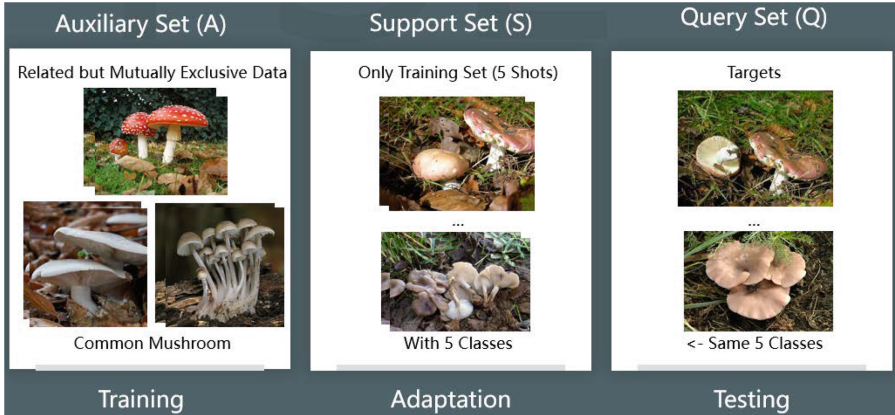 Auxiliary Set (A)
Related but Mutually Exclusive Data
Common Mushroom
Training
Support Set (S)
Only Training Set (5 Shots)
...
With 5 Classes
Adaptation
Query Set (Q)
Targets
...
<- Same 5 Classes
Testing